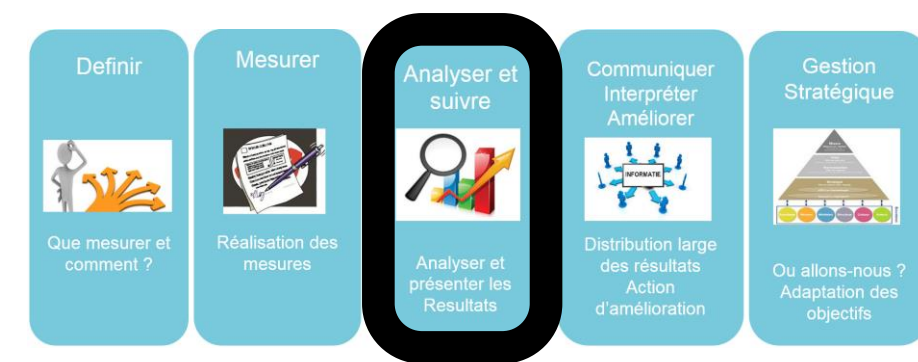 Definir
Que mesurer et
comment ?
Mesurer
Réalisation des
mesures
Analyser et
suivre
Analyser et
présenter les
Resultats
Communiquer
Interpréter
Améliorer
INFORMATIE
Distribution large
des résultats
Action
d'amélioration
Gestion
Stratégique
Ou allons-nous ?
Adaptation des
objectifs